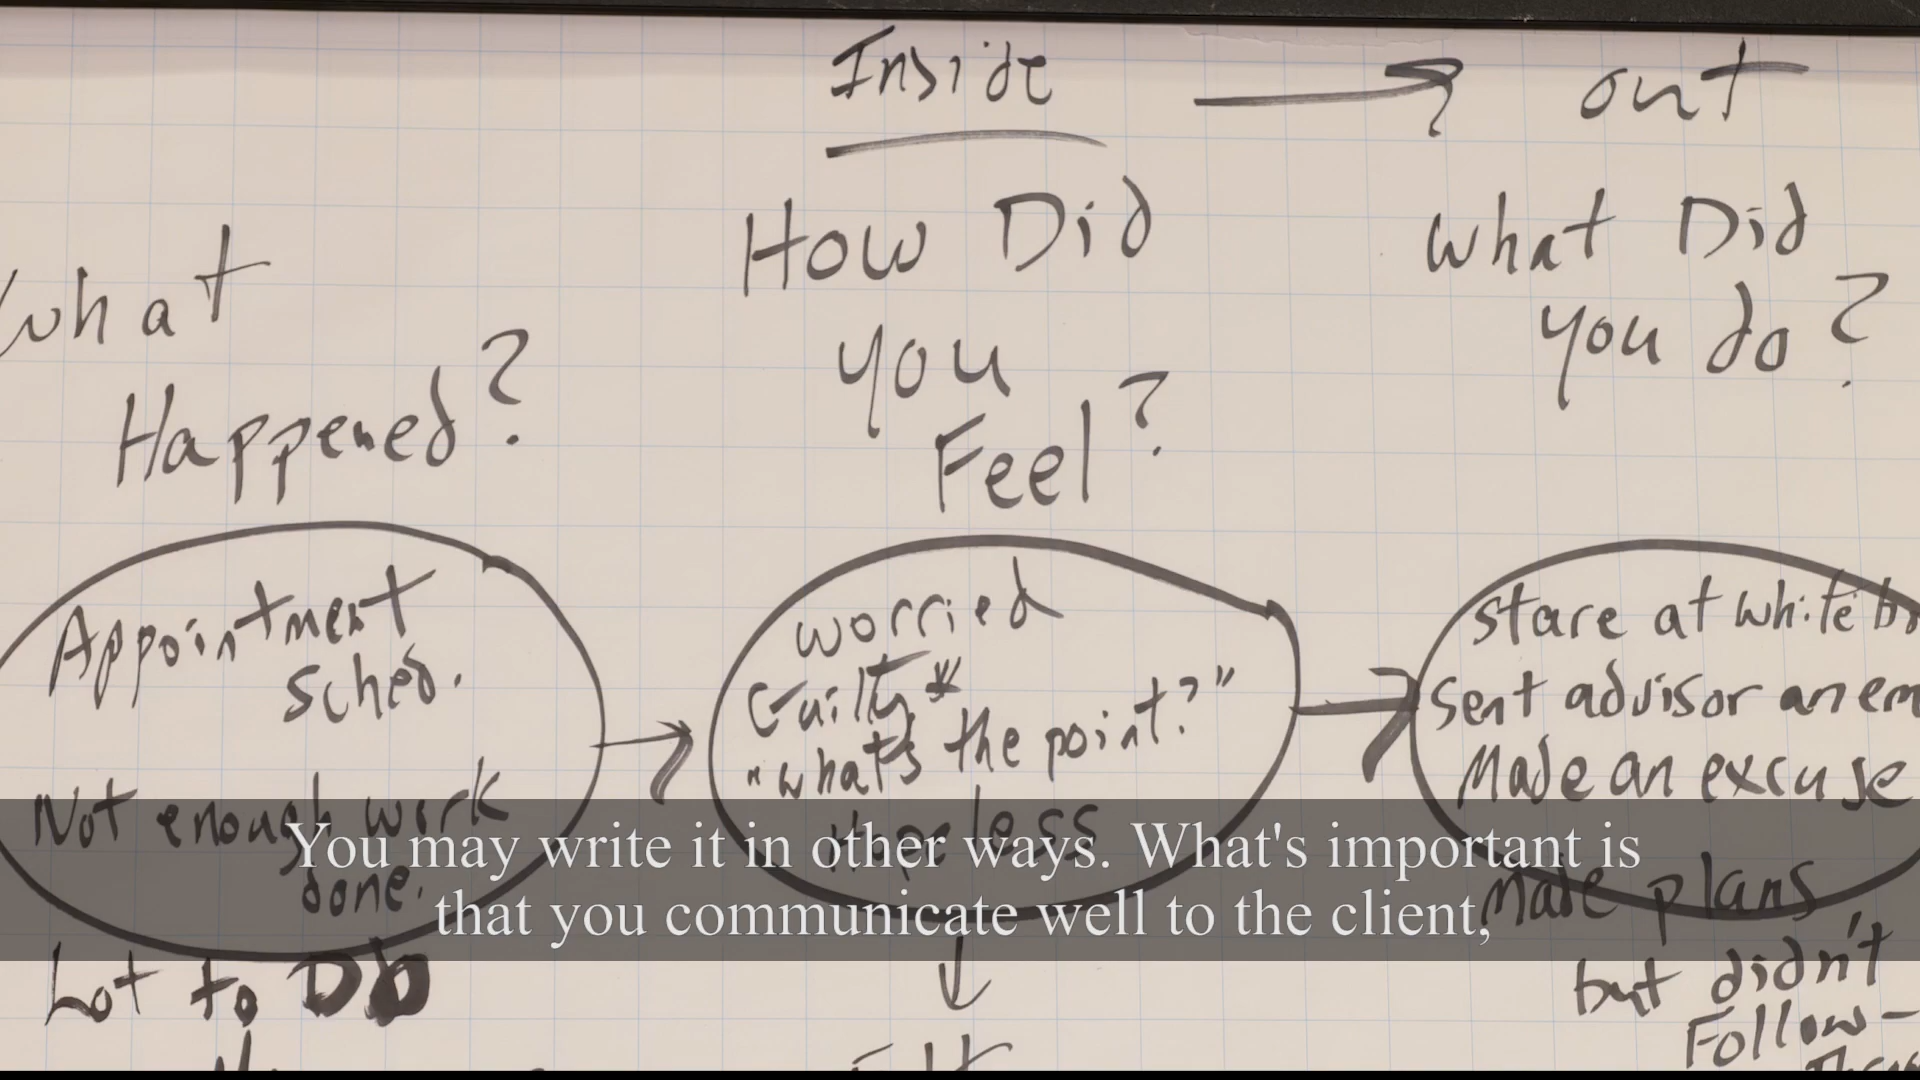 Inside → out
What
Happened?
How Did
you
Feel?
What Did
you do?
Appointment
sched.
Not enough work
done.
Lot to Do
worried
Guilty*
"what's the point?"
Hopeless
↓
stare at white
Sent advisor an
Made an excuse
Made plans
but didn't
Follow-
You may write it in other ways. What's important is
that you communicate well to the client,